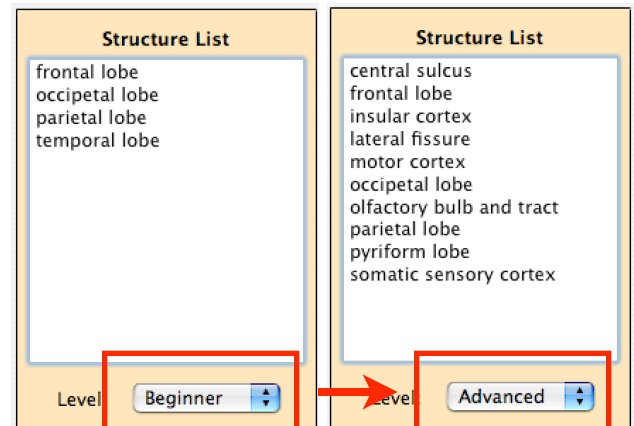 Structure List
frontal lobe
occipetal lobe
parietal lobe
temporal lobe
Level
Beginner
Structure List
central sulcus
frontal lobe
insular cortex
lateral fissure
motor cortex
occipetal lobe
olfactory bulb and tract
parietal lobe
pyriform lobe
somatic sensory cortex
Level:
Advanced